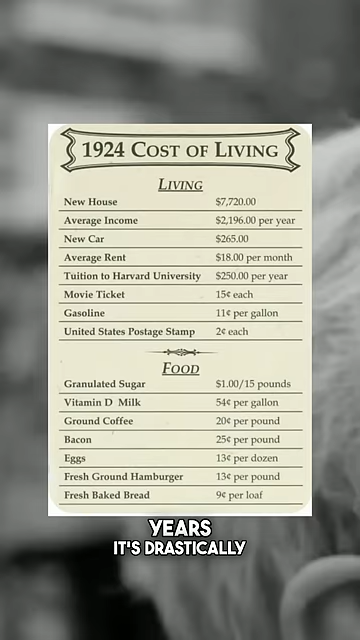 1924 COST OF LIVING
LIVING
New House $7,720.00
Average Income $2,196.00 per year
New Car $265.00
Average Rent $18.00 per month
Tuition to Harvard University $250.00 per year
Movie Ticket 15¢ each
Gasoline 11¢ per gallon
United States Postage Stamp 2¢ each
FOOD
Granulated Sugar $1.00/15 pounds
Vitamin D Milk 54¢ per gallon
Ground Coffee 20¢ per pound
Bacon 25¢ per pound
Eggs 13¢ per dozen
Fresh Ground Hamburger 13¢ per pound
Fresh Baked Bread 9¢ per loaf
YEARS
IT'S DRASTICALLY